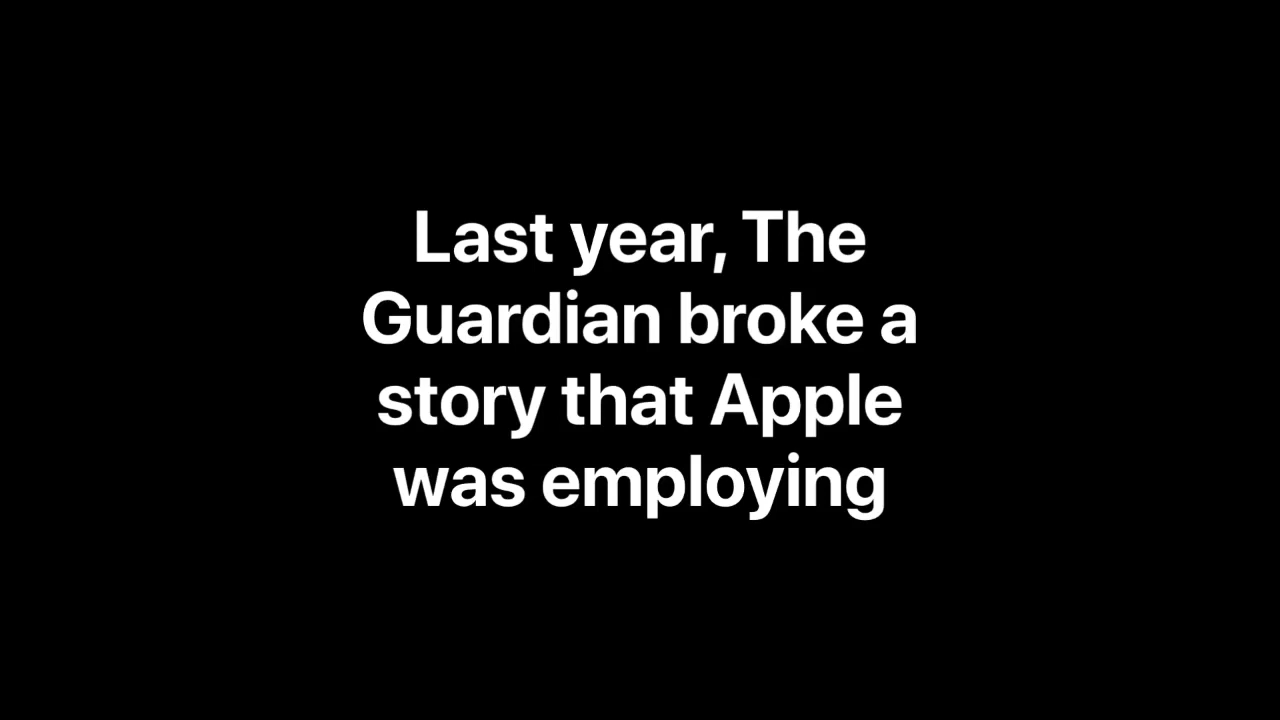 Last year, The
Guardian broke a
story that Apple
was employing